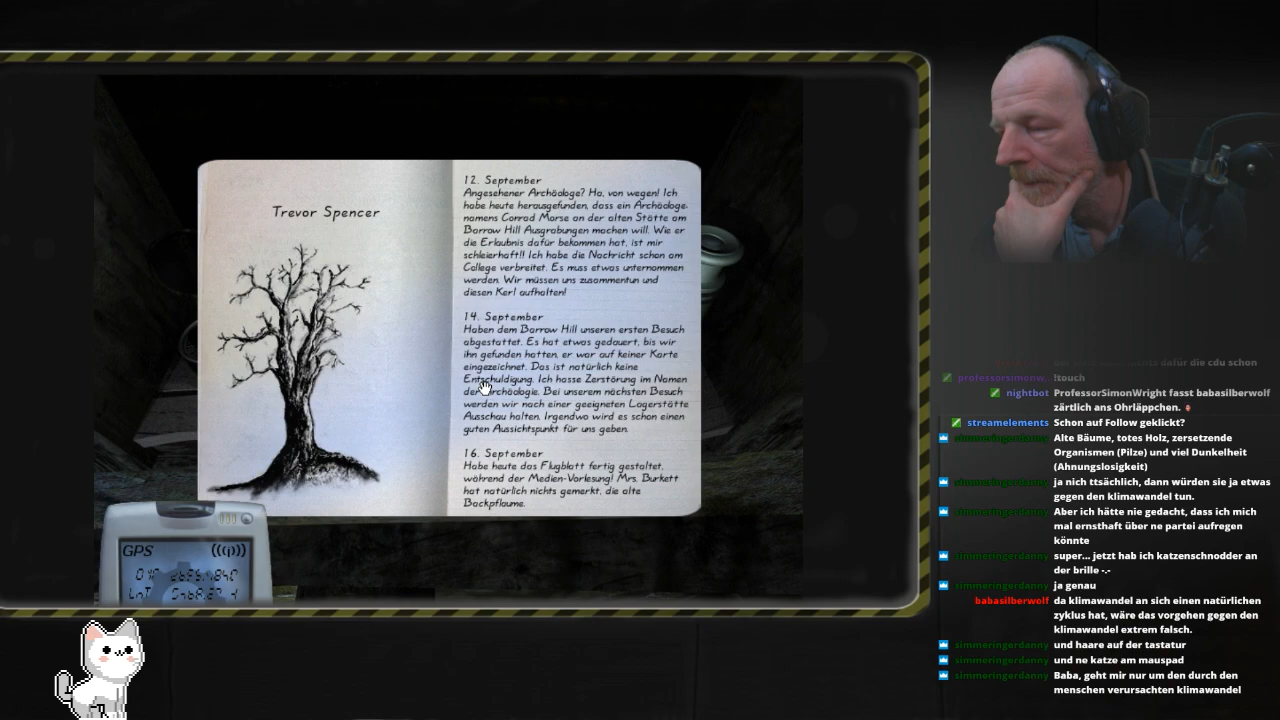 Trevor Spencer
12. September
Angesehener Archäologe? Ha, von wegen! Ich
habe heute herausgefunden, dass ein Archäologe
namens Conrad Morse an der alten Stätte am
Barrow Hill Ausgrabungen machen will. Wie er
die Erlaubnis dafür bekommen hat, ist mir
schleierhaft!! Ich habe die Nachricht schon am
College verbreitet. Es muss etwas unternommen
werden. Wir müssen uns zusammentun und
diesen Kerl aufhalten!
14. September
Haben dem Barrow Hill unseren ersten Besuch
abgestattet. Es hat etwas gedauert, bis wir
ihn gefunden hatten, er war auf keiner Karte
eingezeichnet. Das ist natürlich keine
Entschuldigung. Ich hasse Zerstörung im Namen
der Archäologie. Bei unserem nächsten Besuch
werden wir nach einer geeigneten Lagerstätte
Ausschau halten. Irgendwo wird es schon einen
guten Aussichtspunkt für uns geben.
16. September
Habe heute das Flugblatt fertig gestaltet,
während der Medien-Vorlesung! Mrs. Burkett
hat natürlich nichts gemerkt, die alte
Backpflaume.
GPS
dafür die cdu schon
professorsimonw... !touch
nightbot ProfessorSimonWright fasst babasilberwolf
zärtlich ans Ohrläppchen.
streamelements Schon auf Follow geklickt?
simmeringerdanny Alte Bäume, totes Holz, zersetzende
Organismen (Pilze) und viel Dunkelheit
(Ahnungslosigkeit)
simmeringerdanny ja nich ttsächlich, dann würden sie ja etwas
gegen den klimawandel tun.
simmeringerdanny Aber ich hätte nie gedacht, dass ich mich
mal ernsthaft über ne partei aufregen
könnte
simmeringerdanny super... jetzt hab ich katzenschnodder an
der brille -.-
simmeringerdanny ja genau
babasilberwolf da klimawandel an sich einen natürlichen
zyklus hat, wäre das vorgehen gegen den
klimawandel extrem falsch.
simmeringerdanny und haare auf der tastatur
simmeringerdanny und ne katze am mauspad
simmeringerdanny Baba, geht mir nur um den durch den
menschen verursachten klimawandel